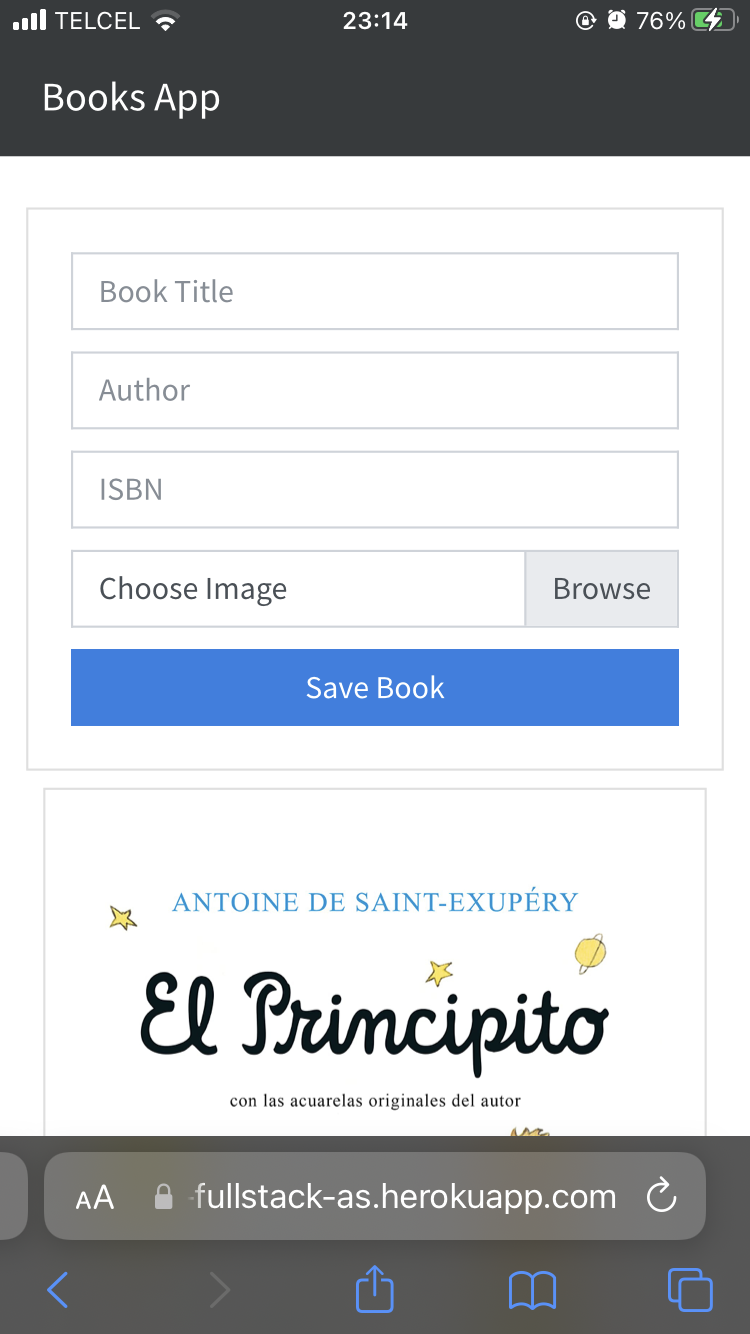 TELCEL 23:14 76%
Books App
Book Title
Author
ISBN
Choose Image Browse
Save Book
ANTOINE DE SAINT-EXUPÉRY
El Principito
con las acuarelas originales del autor
AA -fullstack-as.herokuapp.com